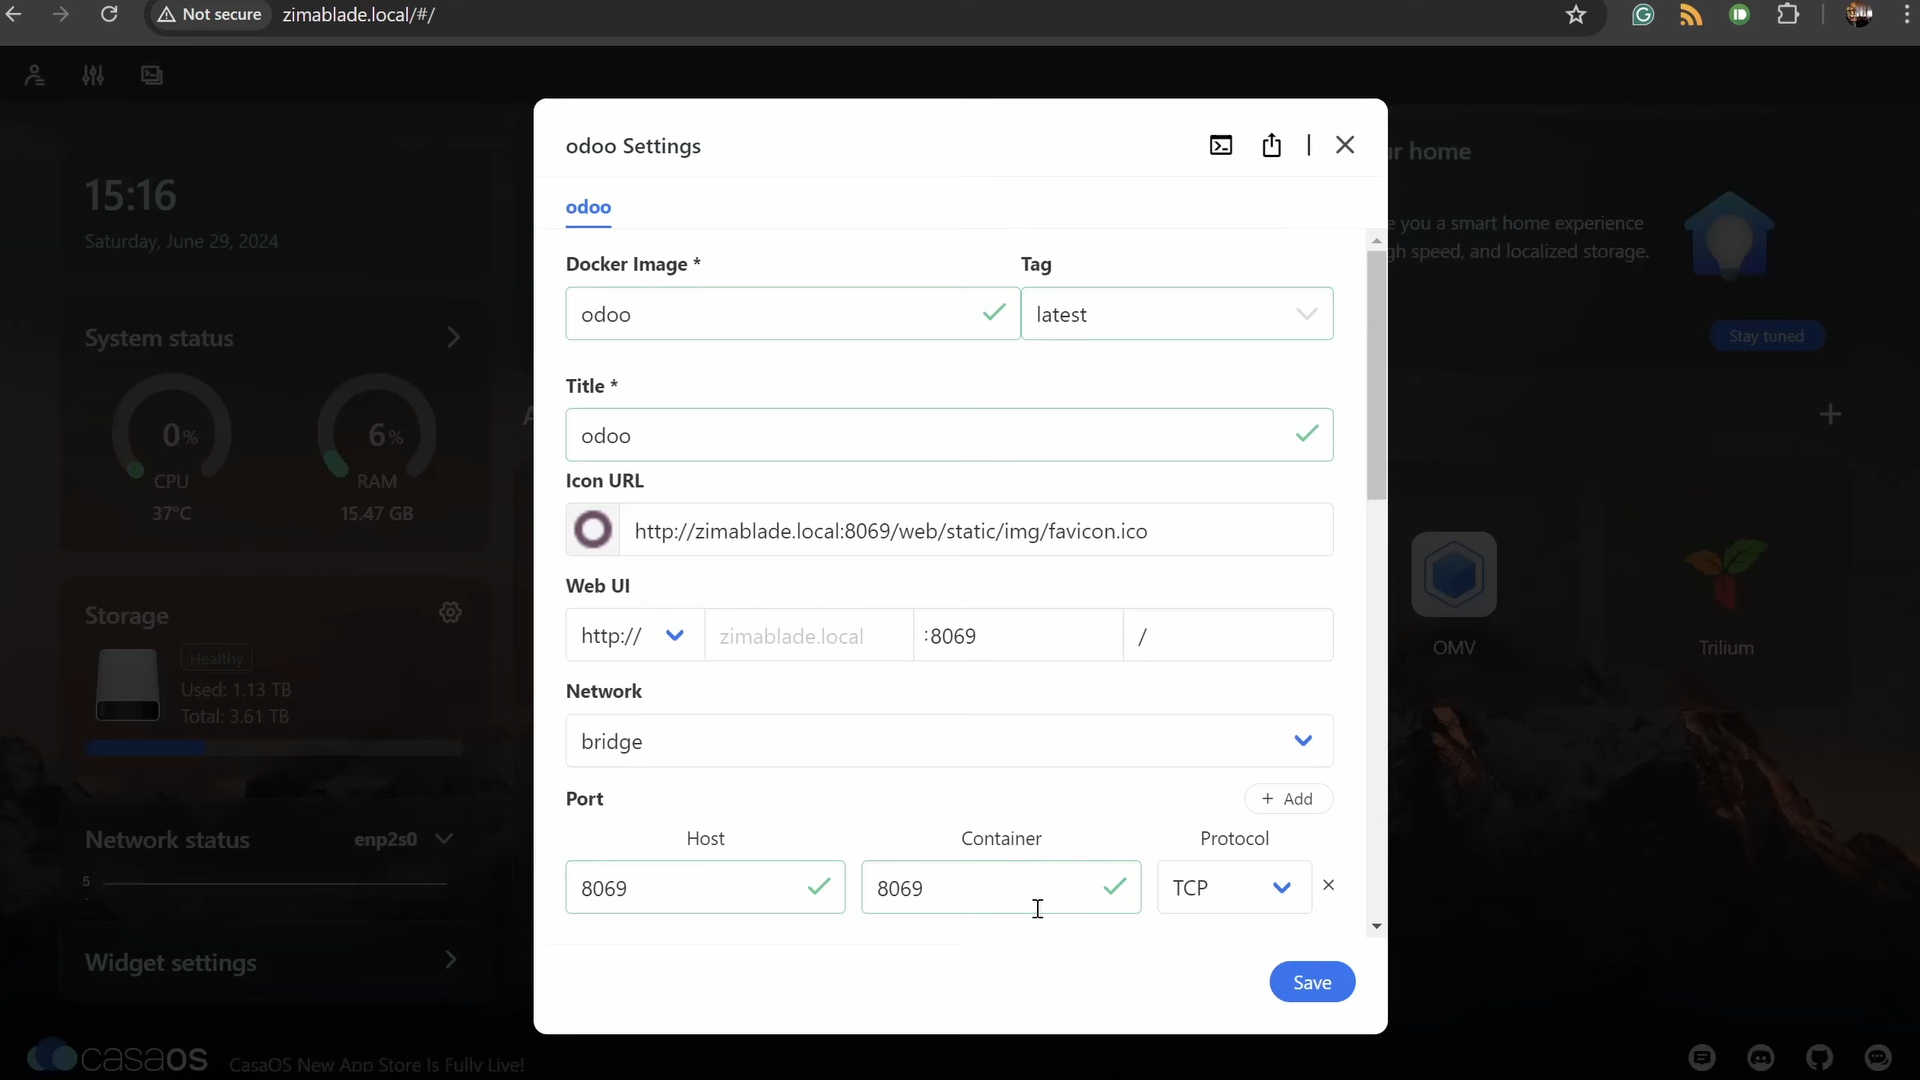 Not secure
zimablade.local/#/
15:16
Saturday, June 29, 2024
System status
0%
CPU
37°C
6%
RAM
15.47 GB
Storage
Healthy
Used: 1.13 TB
Total: 3.61 TB
Network status
enp2s0
5
Widget settings
casaOS
CasaOS New App Store Is Fully Live!
odoo Settings
odoo
Docker Image *
Tag
odoo
latest
Title *
odoo
Icon URL
http://zimablade.local:8069/web/static/img/favicon.ico
Web UI
http://
zimablade.local
:8069
/
Network
bridge
Port
+ Add
Host
Container
Protocol
8069
8069
TCP
Save
r home
e you a smart home experience
gh speed, and localized storage.
Stay tuned
OMV
Trilium